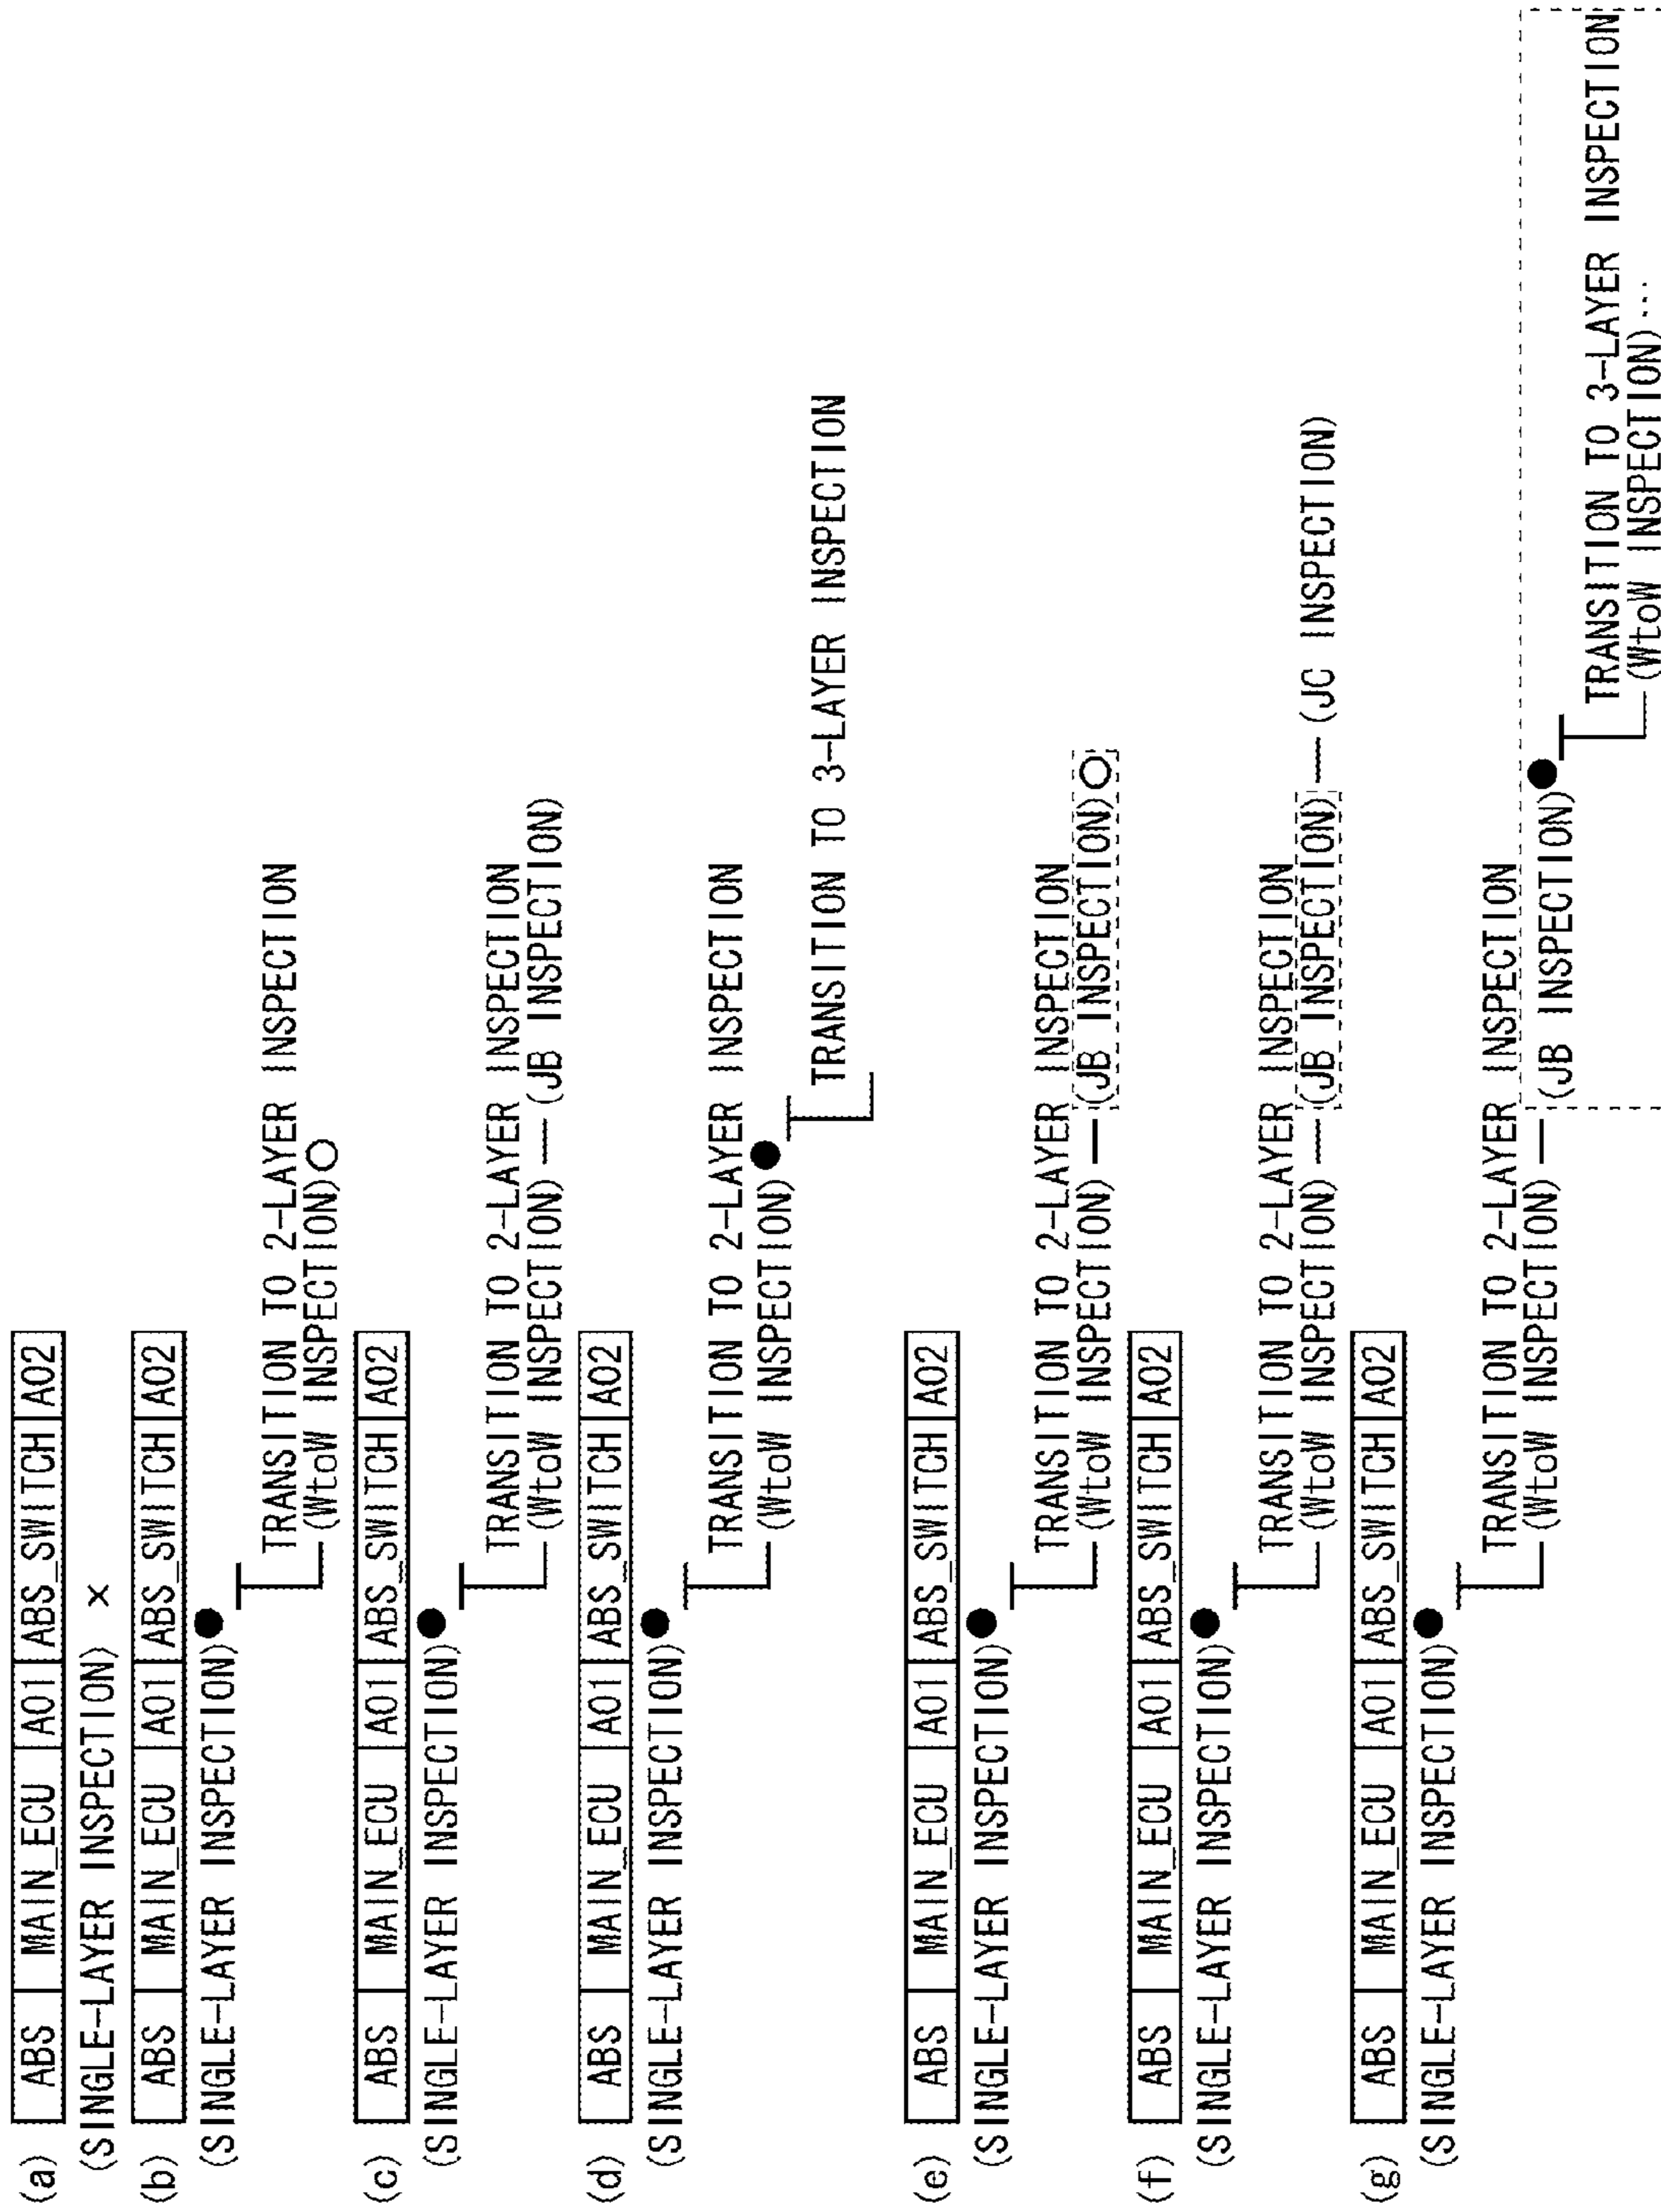 (a) ABS MAIN_ECU A01 ABS_SWITCH A02
(SINGLE-LAYER INSPECTION) ×
(b) ABS MAIN_ECU A01 ABS_SWITCH A02
(SINGLE-LAYER INSPECTION) ●
TRANSITION TO 2-LAYER INSPECTION
(WtoW INSPECTION) ○
(c) ABS MAIN_ECU A01 ABS_SWITCH A02
(SINGLE-LAYER INSPECTION) ●
TRANSITION TO 2-LAYER INSPECTION
(WtoW INSPECTION) — (JB INSPECTION)
(d) ABS MAIN_ECU A01 ABS_SWITCH A02
(SINGLE-LAYER INSPECTION) ●
TRANSITION TO 2-LAYER INSPECTION
(WtoW INSPECTION) ●
TRANSITION TO 3-LAYER INSPECTION
(e) ABS MAIN_ECU A01 ABS_SWITCH A02
(SINGLE-LAYER INSPECTION) ●
TRANSITION TO 2-LAYER INSPECTION
(WtoW INSPECTION) — (JB INSPECTION) ○
(f) ABS MAIN_ECU A01 ABS_SWITCH A02
(SINGLE-LAYER INSPECTION) ●
TRANSITION TO 2-LAYER INSPECTION
(WtoW INSPECTION) — (JB INSPECTION) — (JC INSPECTION)
(g) ABS MAIN_ECU A01 ABS_SWITCH A02
(SINGLE-LAYER INSPECTION) ●
TRANSITION TO 2-LAYER INSPECTION
(WtoW INSPECTION) — (JB INSPECTION) ●
TRANSITION TO 3-LAYER INSPECTION
(WtoW INSPECTION)...